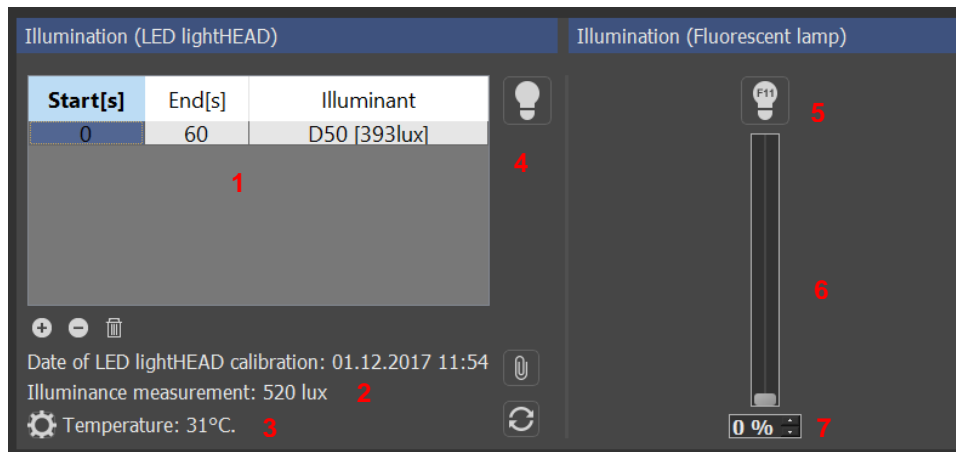 Illumination (LED lightHEAD)
Illumination (Fluorescent lamp)
Start[s] End[s] Illuminant
0 60 D50 [393lux]
F11
5
4
1
6
Date of LED lightHEAD calibration: 01.12.2017 11:54
Illuminance measurement: 520 lux 2
Temperature: 31°C. 3
0 % 7